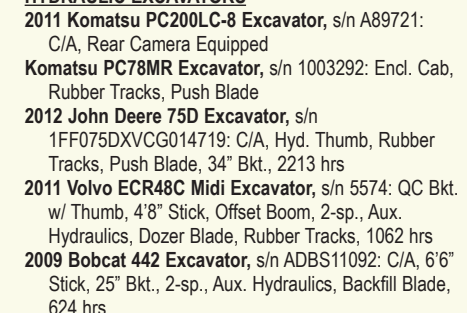 HYDRAULIC EXCAVATORS
2011 Komatsu PC200LC-8 Excavator, s/n A89721:
C/A, Rear Camera Equipped
Komatsu PC78MR Excavator, s/n 1003292: Encl. Cab,
Rubber Tracks, Push Blade
2012 John Deere 75D Excavator, s/n
1FF075DXVCG014719: C/A, Hyd. Thumb, Rubber
Tracks, Push Blade, 34” Bkt., 2213 hrs
2011 Volvo ECR48C Midi Excavator, s/n 5574: QC Bkt.
w/ Thumb, 4’8” Stick, Offset Boom, 2-sp., Aux.
Hydraulics, Dozer Blade, Rubber Tracks, 1062 hrs
2009 Bobcat 442 Excavator, s/n ADBS11092: C/A, 6’6”
Stick, 25” Bkt., 2-sp., Aux. Hydraulics, Backfill Blade,
624 hrs